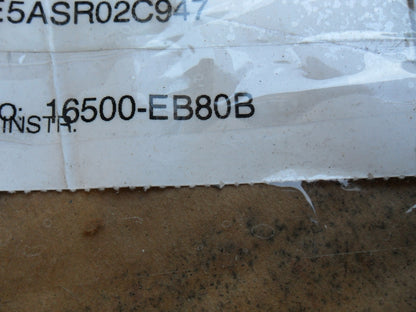 E5ASR02C947
O: 16500-EB80B
INSTR.